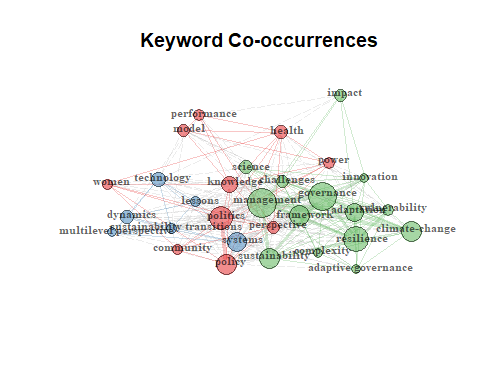 Keyword Co-occurrences
impact
performance
model
health
power
science
technology
women
knowledge
challenges
innovation
governance
lessons
management
dynamics
politics
framework
adaptation
vulnerability
multilevel perspective
sustainability transitions
perspective
climate-change
systems
resilience
community
complexity
sustainability
policy
adaptive governance